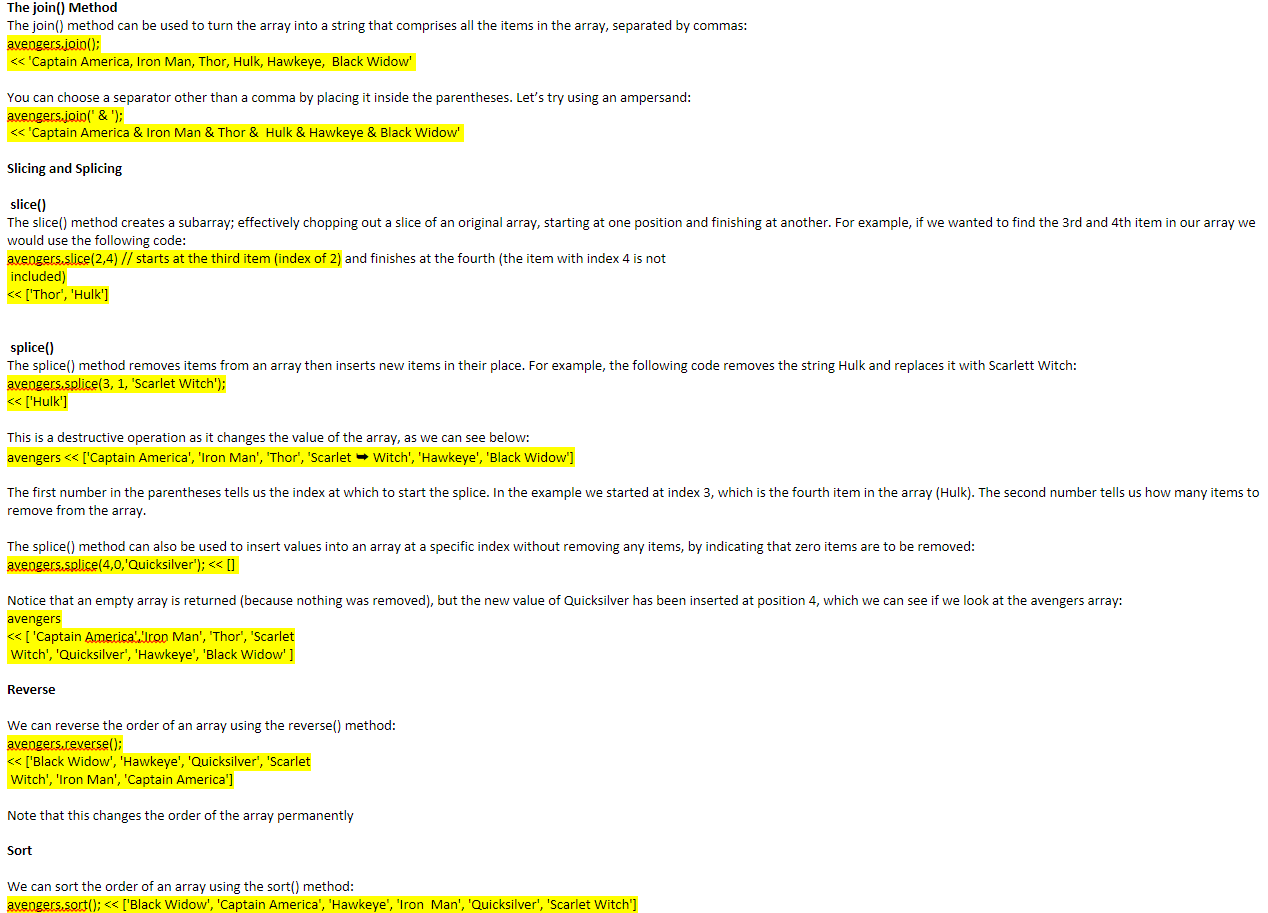 The join() Method
The join() method can be used to turn the array into a string that comprises all the items in the array, separated by commas:
avengers.join();
<< 'Captain America, Iron Man, Thor, Hulk, Hawkeye,  Black Widow'
You can choose a separator other than a comma by placing it inside the parentheses. Let’s try using an ampersand:
avengers.join(' & ');
<< 'Captain America & Iron Man & Thor &  Hulk & Hawkeye & Black Widow'
Slicing and Splicing
slice()
The slice() method creates a subarray; effectively chopping out a slice of an original array, starting at one position and finishing at another. For example, if we wanted to find the 3rd and 4th item in our array we
would use the following code:
avengers.slice(2,4) // starts at the third item (index of 2) and finishes at the fourth (the item with index 4 is not
included)
<< ['Thor', 'Hulk']
splice()
The splice() method removes items from an array then inserts new items in their place. For example, the following code removes the string Hulk and replaces it with Scarlett Witch:
avengers.splice(3, 1, 'Scarlet Witch');
<< ['Hulk']
This is a destructive operation as it changes the value of the array, as we can see below:
avengers << ['Captain America', 'Iron Man', 'Thor', 'Scarlet ➥ Witch', 'Hawkeye', 'Black Widow']
The first number in the parentheses tells us the index at which to start the splice. In the example we started at index 3, which is the fourth item in the array (Hulk). The second number tells us how many items to
remove from the array.
The splice() method can also be used to insert values into an array at a specific index without removing any items, by indicating that zero items are to be removed:
avengers.splice(4,0,'Quicksilver'); << []
Notice that an empty array is returned (because nothing was removed), but the new value of Quicksilver has been inserted at position 4, which we can see if we look at the avengers array:
avengers
<< [ 'Captain America','Iron Man', 'Thor', 'Scarlet
Witch', 'Quicksilver', 'Hawkeye', 'Black Widow' ]
Reverse
We can reverse the order of an array using the reverse() method:
avengers.reverse();
<< ['Black Widow', 'Hawkeye', 'Quicksilver', 'Scarlet
Witch', 'Iron Man', 'Captain America']
Note that this changes the order of the array permanently
Sort
We can sort the order of an array using the sort() method:
avengers.sort(); << ['Black Widow', 'Captain America', 'Hawkeye', 'Iron  Man', 'Quicksilver', 'Scarlet Witch']